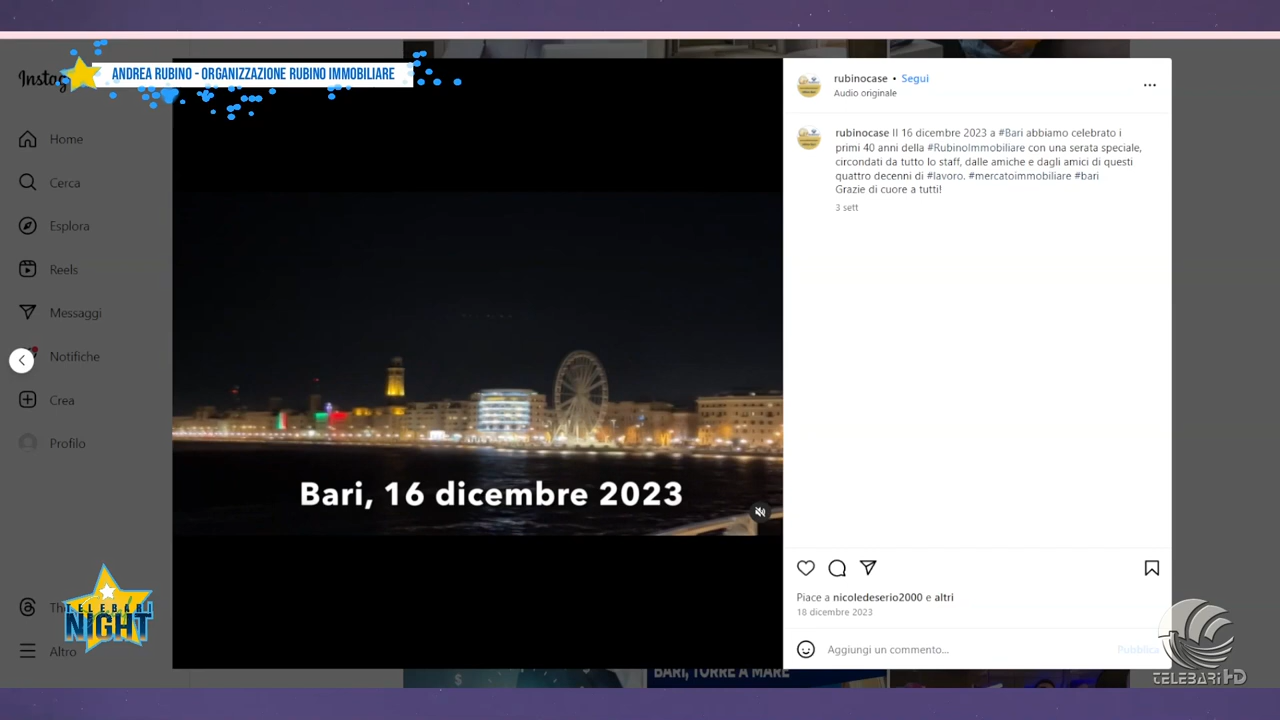 Instag
ANDREA RUBINO - ORGANIZZAZIONE RUBINO IMMOBILIARE
Home
Cerca
Esplora
Reels
Messaggi
Notifiche
Crea
Profilo
Th
Altro
TELEBARI
NIGHT
Bari, 16 dicembre 2023
rubinocase • Segui
Audio originale
rubinocase Il 16 dicembre 2023 a #Bari abbiamo celebrato i
primi 40 anni della #RubinoImmobiliare con una serata speciale,
circondati da tutto lo staff, dalle amiche e dagli amici di questi
quattro decenni di #lavoro. #mercatoimmobiliare #bari
Grazie di cuore a tutti!
3 sett
Piace a nicoledeserio2000 e altri
18 dicembre 2023
Aggiungi un commento...
Pubblica
BARI, TORRE A MARE
TELEBARI HD